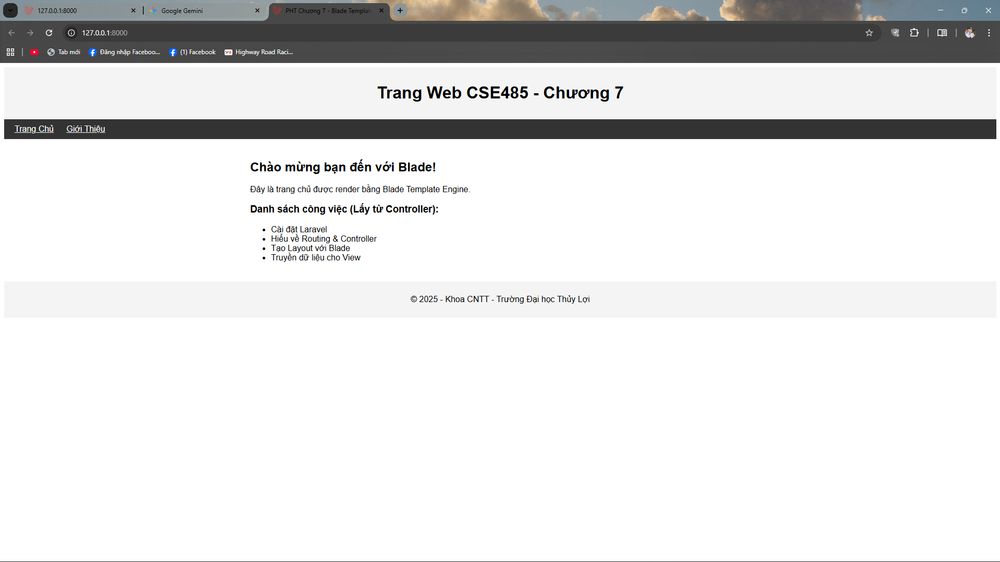 127.0.0.1:8000
Google Gemini
PHT Chương 7 - Blade Template
127.0.0.1:8000
Tab mới
Đăng nhập Faceboo...
(1) Facebook
Highway Road Raci...
Trang Web CSE485 - Chương 7
Trang Chủ Giới Thiệu
Chào mừng bạn đến với Blade!
Đây là trang chủ được render bằng Blade Template Engine.
Danh sách công việc (Lấy từ Controller):
Cài đặt Laravel
Hiểu về Routing & Controller
Tạo Layout với Blade
Truyền dữ liệu cho View
© 2025 - Khoa CNTT - Trường Đại học Thủy Lợi